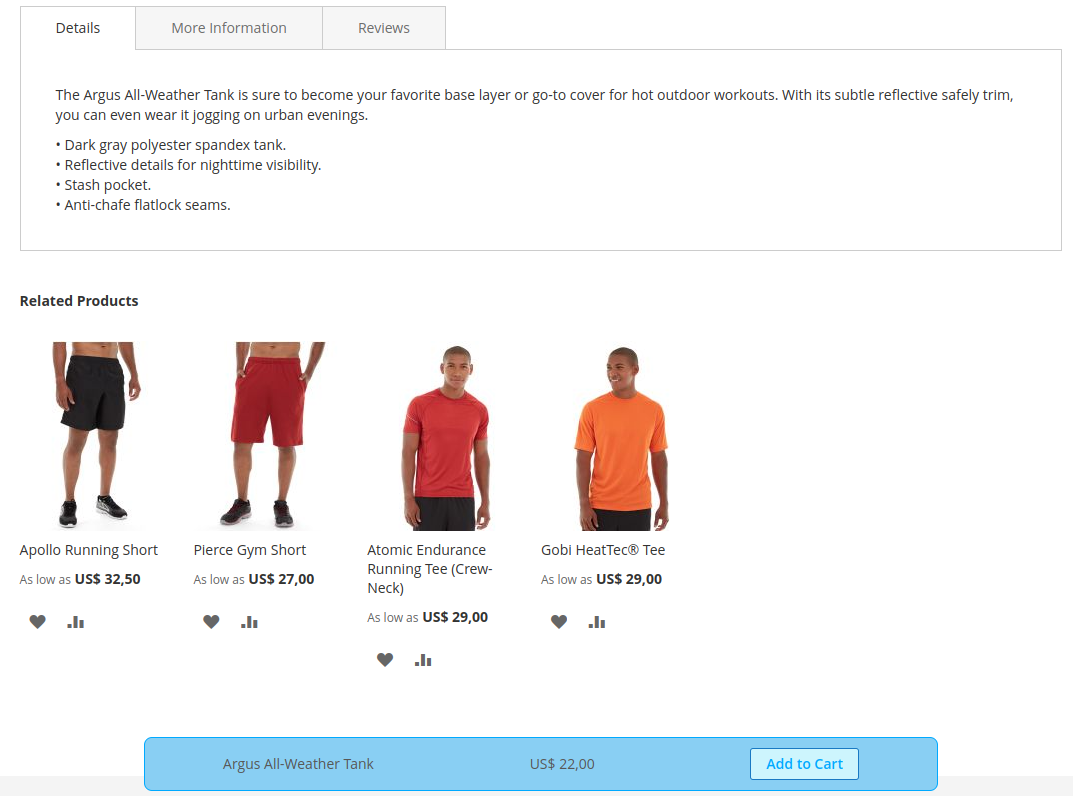 Details
More Information
Reviews
The Argus All-Weather Tank is sure to become your favorite base layer or go-to cover for hot outdoor workouts. With its subtle reflective safely trim,
you can even wear it jogging on urban evenings.
• Dark gray polyester spandex tank.
• Reflective details for nighttime visibility.
• Stash pocket.
• Anti-chafe flatlock seams.
Related Products
Apollo Running Short
As low as US$ 32,50
Pierce Gym Short
As low as US$ 27,00
Atomic Endurance
Running Tee (Crew-
Neck)
As low as US$ 29,00
Gobi HeatTec® Tee
As low as US$ 29,00
Argus All-Weather Tank
US$ 22,00
Add to Cart